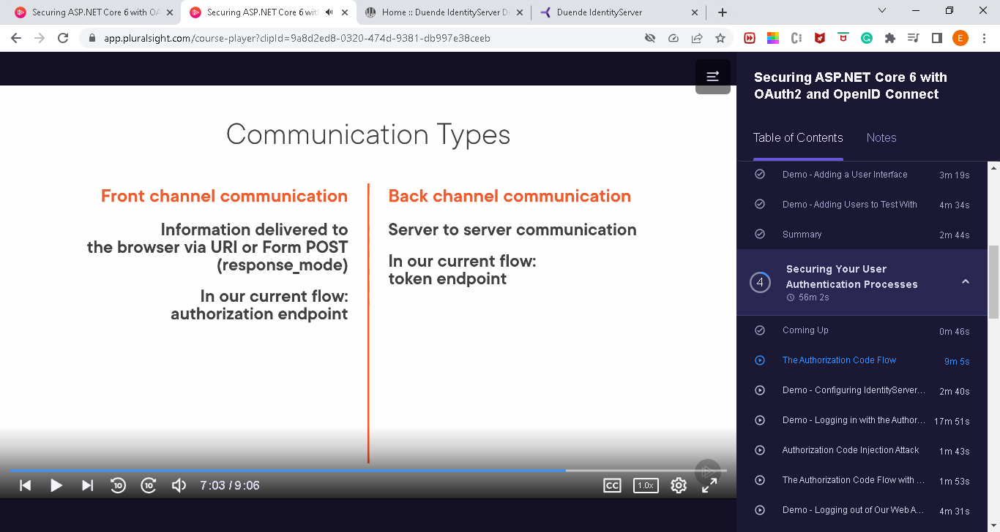 Securing ASP.NET Core 6 with OA
Securing ASP.NET Core 6 with
Home :: Duende IdentityServer D
Duende IdentityServer
app.pluralsight.com/course-player?clipId=9a8d2ed8-0320-474d-9381-db997e38ceeb
E
Communication Types
Front channel communication
Information delivered to
the browser via URI or Form POST
(response_mode)
In our current flow:
authorization endpoint
Back channel communication
Server to server communication
In our current flow:
token endpoint
10
10
7:03 / 9:06
CC
1.0x
Securing ASP.NET Core 6 with
OAuth2 and OpenID Connect
Table of Contents
Notes
Demo - Adding a User Interface 3m 19s
Demo - Adding Users to Test With 4m 34s
Summary 2m 44s
4
Securing Your User
Authentication Processes
56m 2s
Coming Up 0m 46s
The Authorization Code Flow 9m 5s
Demo - Configuring IdentityServer... 2m 40s
Demo - Logging in with the Author... 17m 51s
Authorization Code Injection Attack 1m 43s
The Authorization Code Flow with ... 1m 53s
Demo - Logging out of Our Web A... 4m 31s